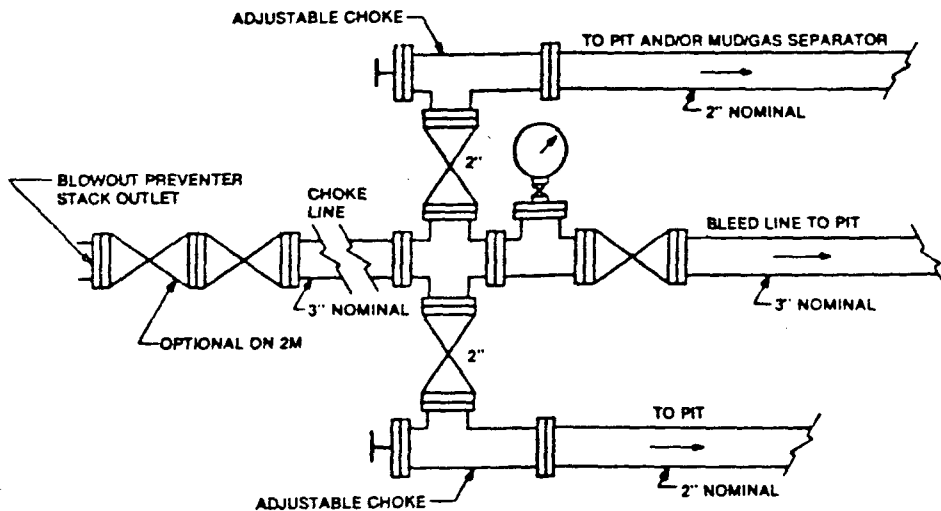 ADJUSTABLE CHOKE
TO PIT AND/OR MUD/GAS SEPARATOR
2" NOMINAL
2"
BLOWOUT PREVENTER
STACK OUTLET
CHOKE
LINE
BLEED LINE TO PIT
3" NOMINAL
3" NOMINAL
OPTIONAL ON 2M
2"
TO PIT
2" NOMINAL
ADJUSTABLE CHOKE